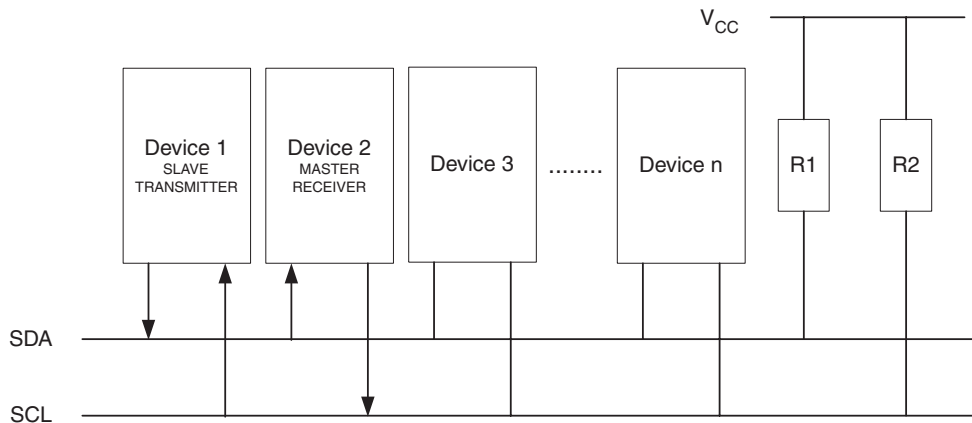 V_CC
Device 1
SLAVE
TRANSMITTER
Device 2
MASTER
RECEIVER
Device 3
........
Device n
R1
R2
SDA
SCL